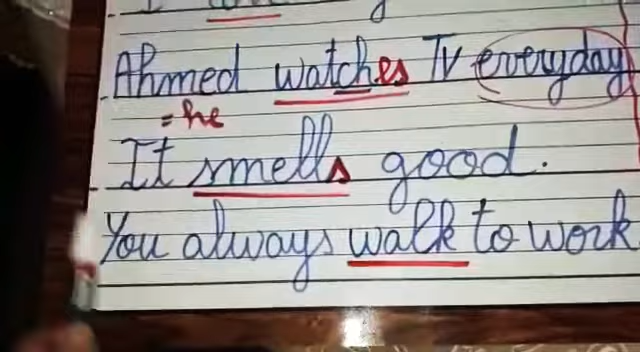 Ahmed watches TV everyday
= he
It smells good.
You always walk to work